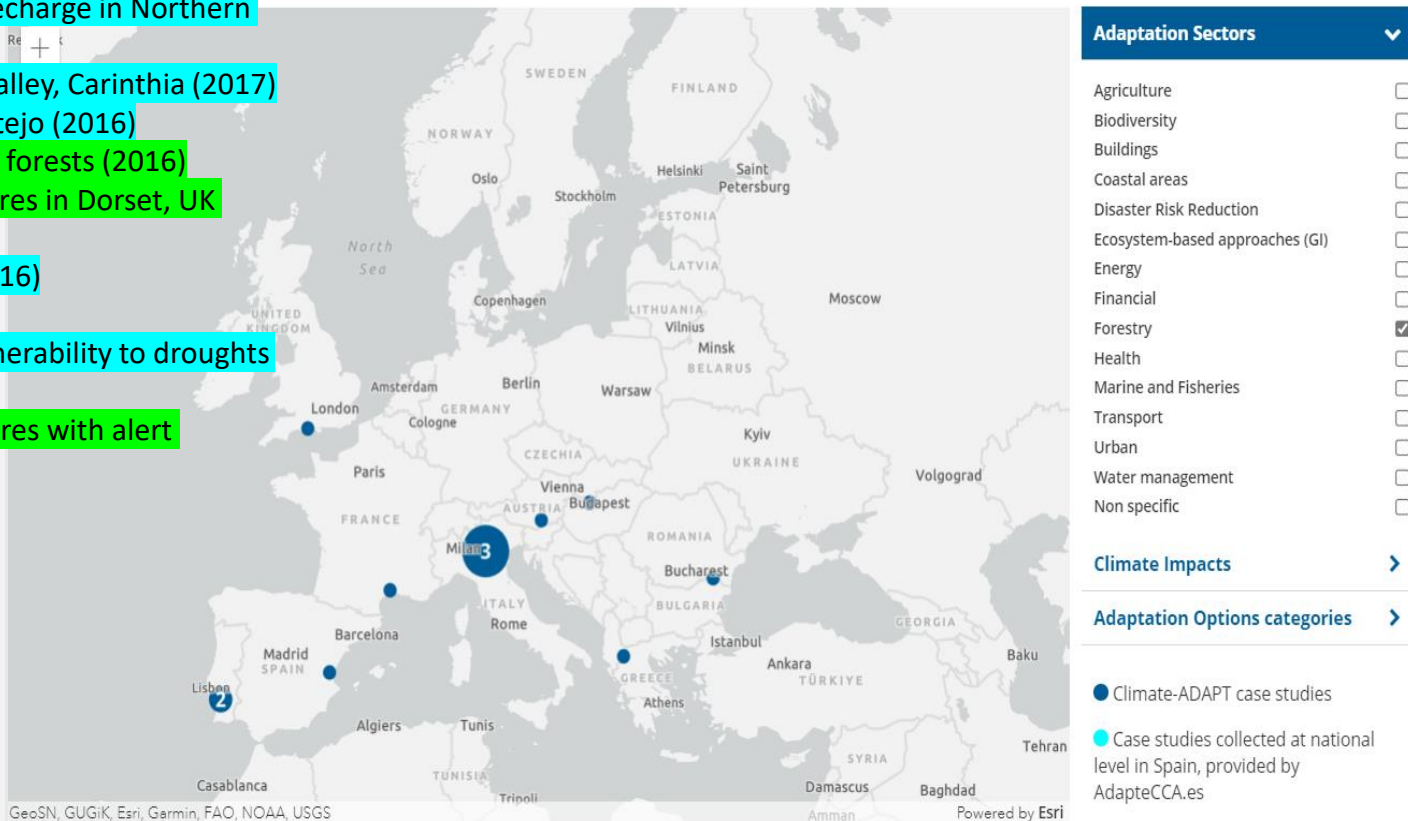 echarge in Northern
alley, Carinthia (2017)
tejo (2016)
forests (2016)
res in Dorset, UK
16)
nerability to droughts
res with alert
+
SWEDEN
FINLAND
NORWAY
Oslo
Helsinki
Saint
Petersburg
Stockholm
ESTONIA
North
Sea
LATVIA
Copenhagen
LITHUANIA
Moscow
UNITED
KINGDOM
Vilnius
Minsk
BELARUS
Amsterdam
Berlin
Warsaw
London
GERMANY
Cologne
Kyiv
CZECHIA
UKRAINE
Paris
Volgograd
Vienna
Budapest
AUSTRIA
FRANCE
ROMANIA
Milan
3
Bucharest
ITALY
BULGARIA
Rome
GEORGIA
Barcelona
Istanbul
Madrid
Ankara
Baku
SPAIN
GREECE
TÜRKIYE
Lisbon
2
Athens
Algiers
Tunis
Tehran
SYRIA
TUNISIA
Casablanca
Damascus
Baghdad
Tripoli
Amman
GeoSN, GUGiK, Esri, Garmin, FAO, NOAA, USGS
Powered by Esri
Adaptation Sectors
Agriculture
Biodiversity
Buildings
Coastal areas
Disaster Risk Reduction
Ecosystem-based approaches (GI)
Energy
Financial
Forestry
Health
Marine and Fisheries
Transport
Urban
Water management
Non specific
Climate Impacts
Adaptation Options categories
Climate-ADAPT case studies
Case studies collected at national
level in Spain, provided by
AdapteCCA.es